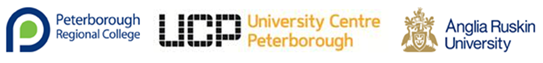 Peterborough
Regional College
UCP University Centre
Peterborough
Anglia Ruskin
University